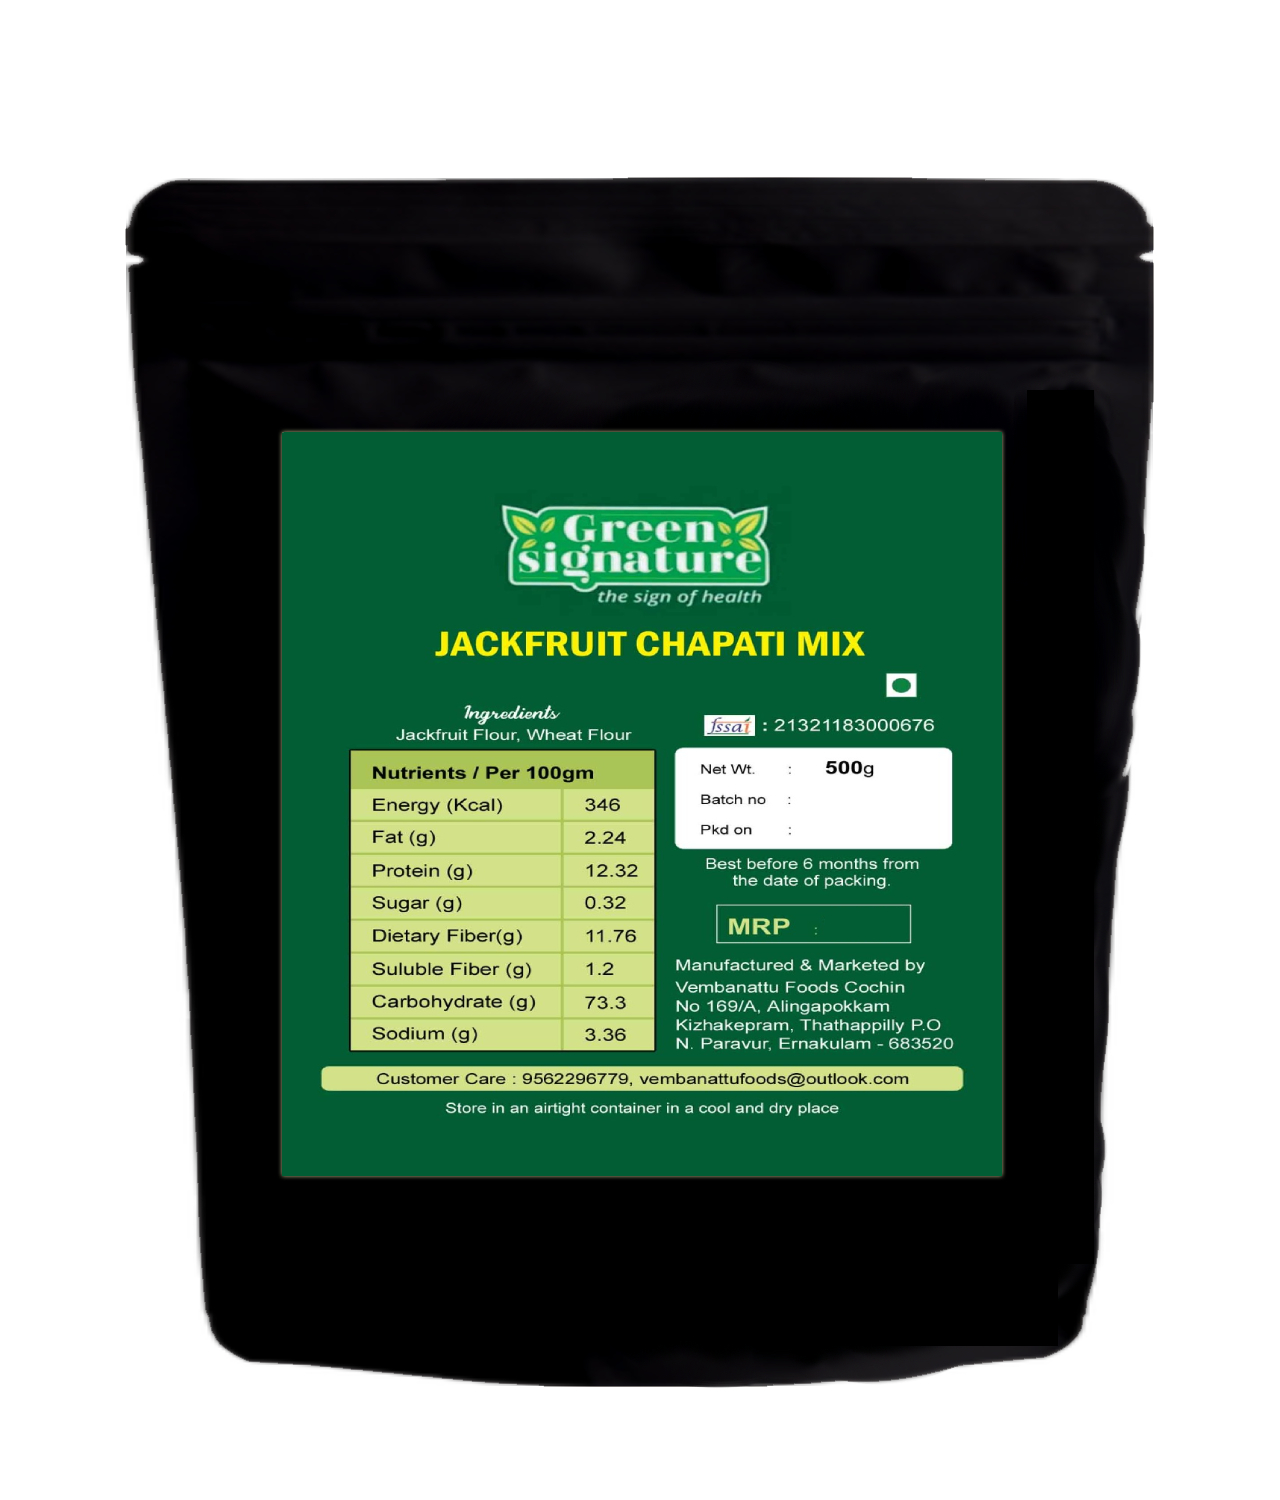 Green
signature
the sign of health
JACKFRUIT CHAPATI MIX
Ingredients
Jackfruit Flour, Wheat Flour
Nutrients / Per 100gm
Energy (Kcal) 346
Fat (g) 2.24
Protein (g) 12.32
Sugar (g) 0.32
Dietary Fiber(g) 11.76
Suluble Fiber (g) 1.2
Carbohydrate (g) 73.3
Sodium (g) 3.36
fssai : 21321183000676
Net Wt. : 500g
Batch no :
Pkd on :
Best before 6 months from
the date of packing.
MRP :
Manufactured & Marketed by
Vembanattu Foods Cochin
No 169/A, Alingapokkam
Kizhakepram, Thathappilly P.O
N. Paravur, Ernakulam - 683520
Customer Care : 9562296779, vembanattufoods@outlook.com
Store in an airtight container in a cool and dry place